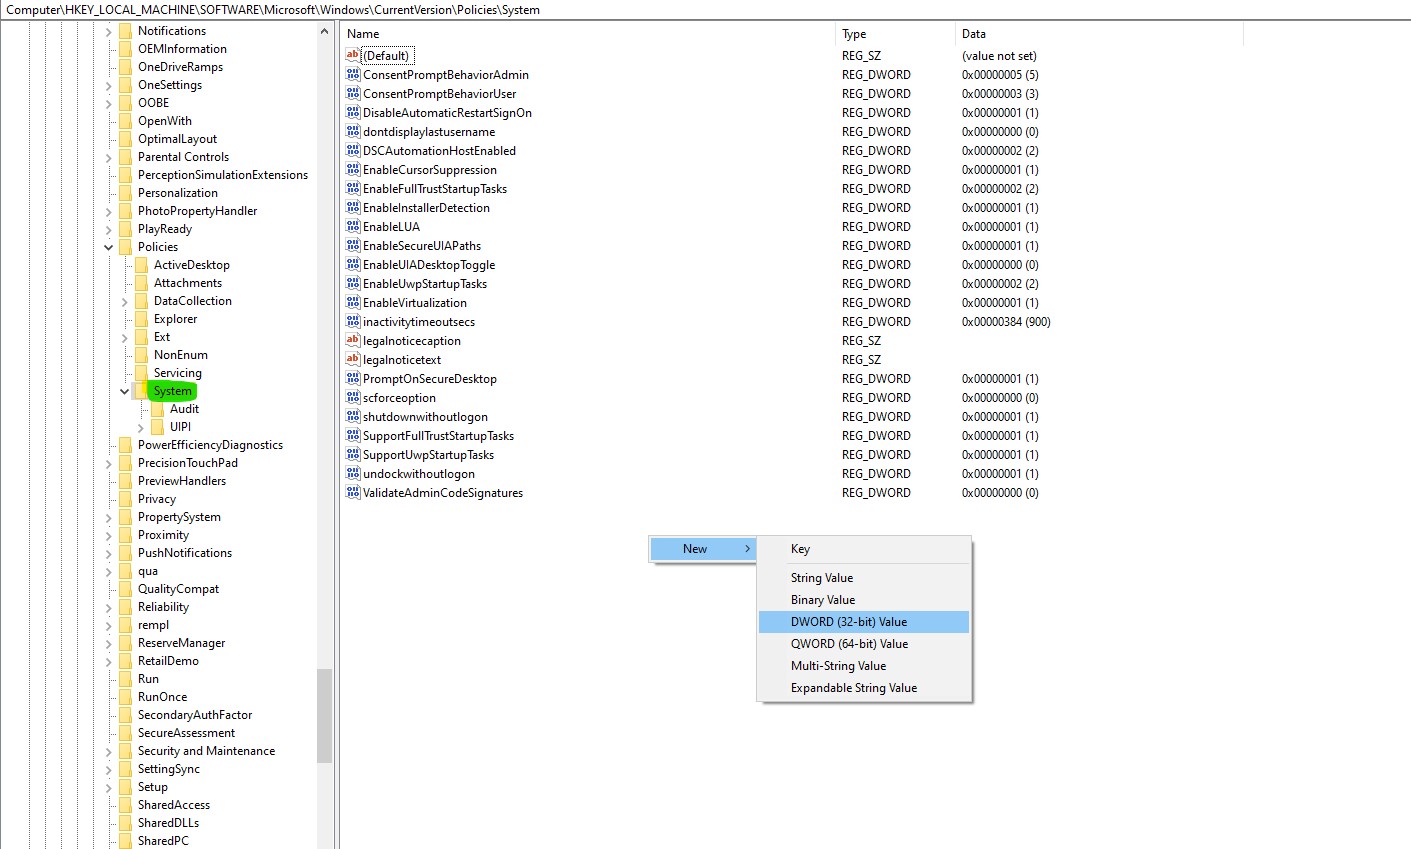 Computer\HKEY_LOCAL_MACHINE\SOFTWARE\Microsoft\Windows\CurrentVersion\Policies\System
Notifications
OEMInformation
OneDriveRamps
OneSettings
OOBE
OpenWith
OptimalLayout
Parental Controls
PerceptionSimulationExtensions
Personalization
PhotoPropertyHandler
PlayReady
Policies
ActiveDesktop
Attachments
DataCollection
Explorer
Ext
NonEnum
Servicing
System
Audit
UIPI
PowerEfficiencyDiagnostics
PrecisionTouchPad
PreviewHandlers
Privacy
PropertySystem
Proximity
PushNotifications
qua
QualityCompat
Reliability
rempl
ReserveManager
RetailDemo
Run
RunOnce
SecondaryAuthFactor
SecureAssessment
Security and Maintenance
SettingSync
Setup
SharedAccess
SharedDLLs
SharedPC
Name Type Data
(Default) REG_SZ (value not set)
ConsentPromptBehaviorAdmin REG_DWORD 0x00000005 (5)
ConsentPromptBehaviorUser REG_DWORD 0x00000003 (3)
DisableAutomaticRestartSignOn REG_DWORD 0x00000001 (1)
dontdisplaylastusername REG_DWORD 0x00000000 (0)
DSCAutomationHostEnabled REG_DWORD 0x00000002 (2)
EnableCursorSuppression REG_DWORD 0x00000001 (1)
EnableFullTrustStartupTasks REG_DWORD 0x00000002 (2)
EnableInstallerDetection REG_DWORD 0x00000001 (1)
EnableLUA REG_DWORD 0x00000001 (1)
EnableSecureUIAPaths REG_DWORD 0x00000001 (1)
EnableUIADesktopToggle REG_DWORD 0x00000000 (0)
EnableUwpStartupTasks REG_DWORD 0x00000002 (2)
EnableVirtualization REG_DWORD 0x00000001 (1)
inactivitytimeoutsecs REG_DWORD 0x00000384 (900)
legalnoticecaption REG_SZ
legalnoticetext REG_SZ
PromptOnSecureDesktop REG_DWORD 0x00000001 (1)
scforceoption REG_DWORD 0x00000000 (0)
shutdownwithoutlogon REG_DWORD 0x00000001 (1)
SupportFullTrustStartupTasks REG_DWORD 0x00000001 (1)
SupportUwpStartupTasks REG_DWORD 0x00000001 (1)
undockwithoutlogon REG_DWORD 0x00000001 (1)
ValidateAdminCodeSignatures REG_DWORD 0x00000000 (0)
New
Key
String Value
Binary Value
DWORD (32-bit) Value
QWORD (64-bit) Value
Multi-String Value
Expandable String Value